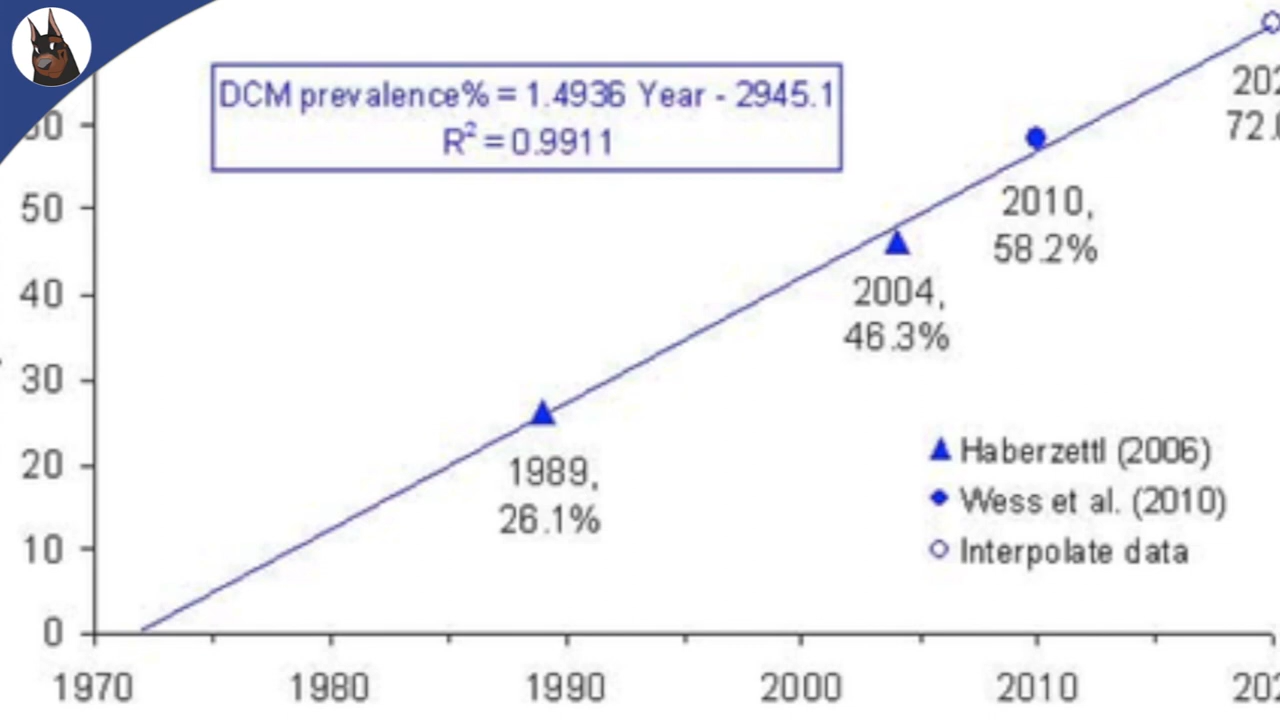 DCM prevalence% = 1.4936 Year - 2945.1
R² = 0.9911
50
40
30
20
10
0
2010,
58.2%
2004,
46.3%
1989,
26.1%
Haberzettl (2006)
Wess et al. (2010)
Interpolate data
1970 1980 1990 2000 2010